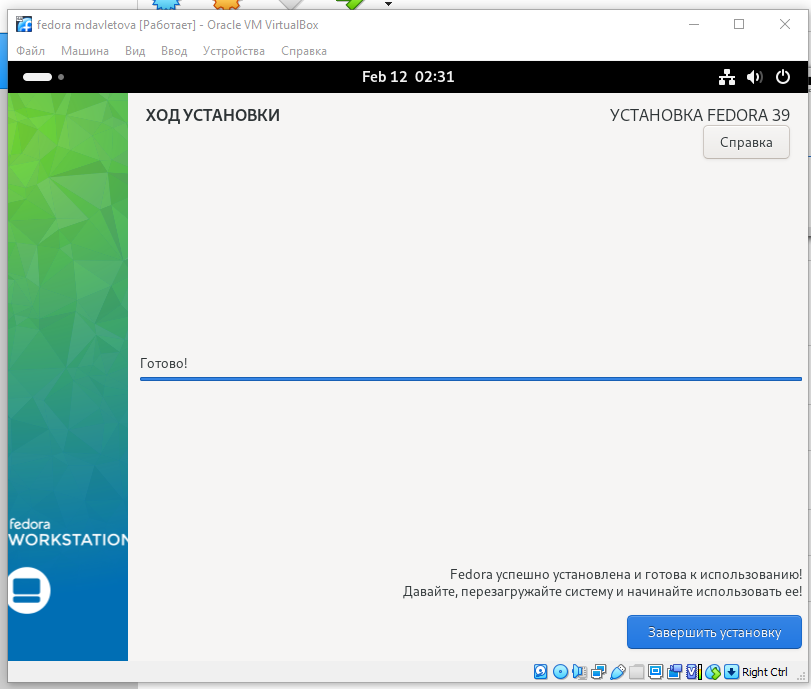 fedora mdavletova [Работает] - Oracle VM VirtualBox
Файл Машина Вид Ввод Устройства Справка
Feb 12 02:31
ХОД УСТАНОВКИ
УСТАНОВКА FEDORA 39
Справка
Готово!
fedora
WORKSTATION
Fedora успешно установлена и готова к использованию!
Давайте, перезагружайте систему и начинайте использовать ее!
Завершить установку
Right Ctrl